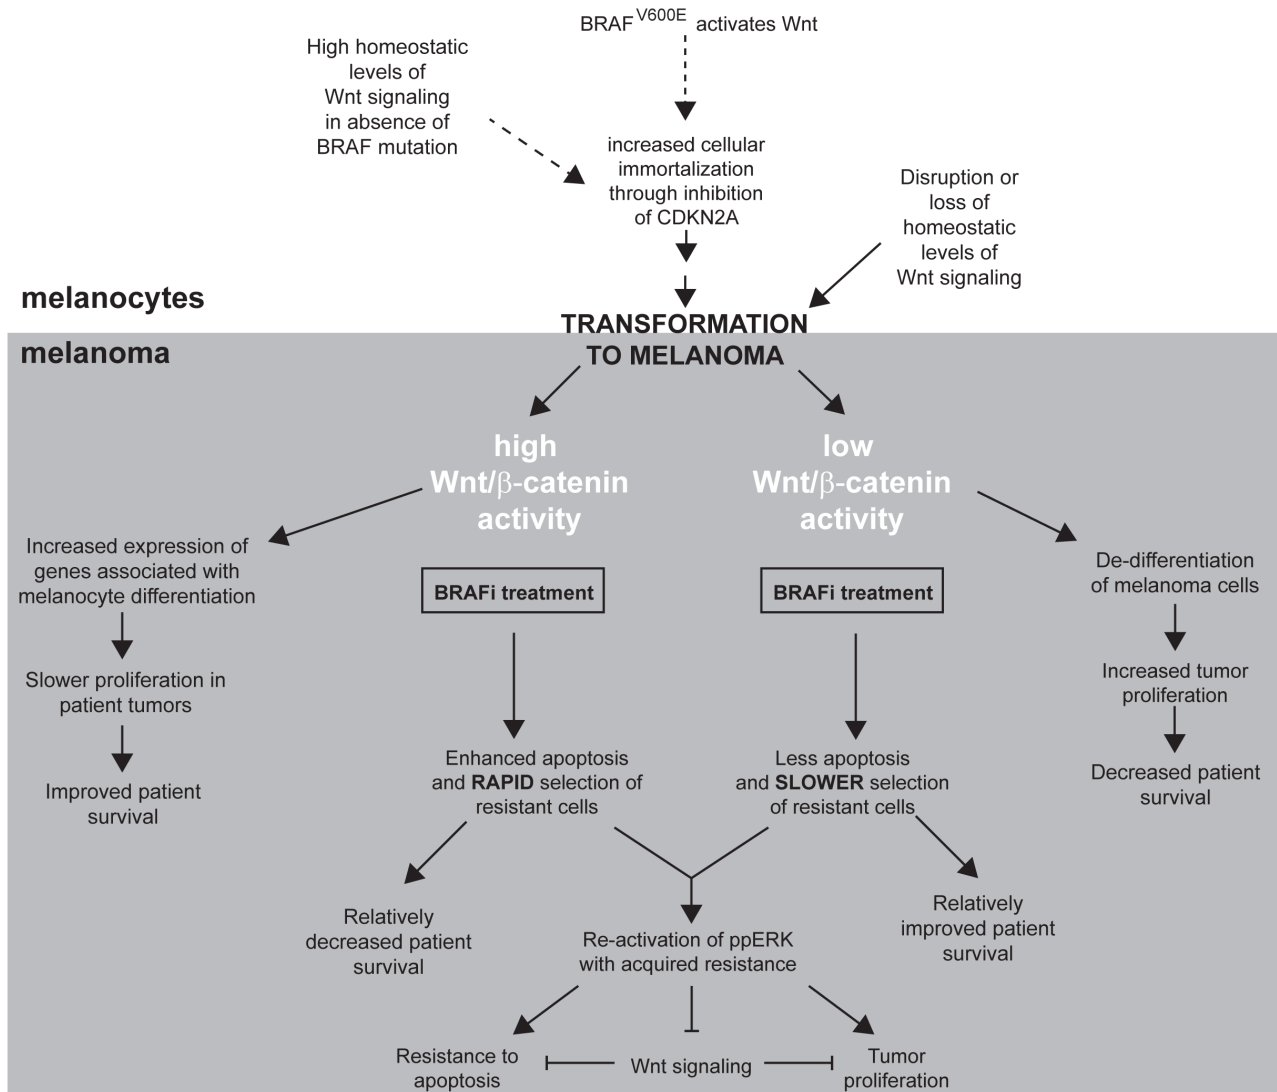 BRAF V600E activates Wnt
High homeostatic
levels of
Wnt signaling
in absence of
BRAF mutation
increased cellular
immortalization
through inhibition
of CDKN2A
Disruption or
loss of
homeostatic
levels of
Wnt signaling
melanocytes
TRANSFORMATION
TO MELANOMA
melanoma
high
Wnt/β-catenin
activity
low
Wnt/β-catenin
activity
Increased expression of
genes associated with
melanocyte differentiation
Slower proliferation in
patient tumors
Improved patient
survival
BRAFi treatment
BRAFi treatment
De-differentiation
of melanoma cells
Increased tumor
proliferation
Decreased patient
survival
Enhanced apoptosis
and RAPID selection of
resistant cells
Less apoptosis
and SLOWER selection
of resistant cells
Relatively
decreased patient
survival
Re-activation of ppERK
with acquired resistance
Relatively
improved patient
survival
Resistance to
apoptosis
Wnt signaling
Tumor
proliferation